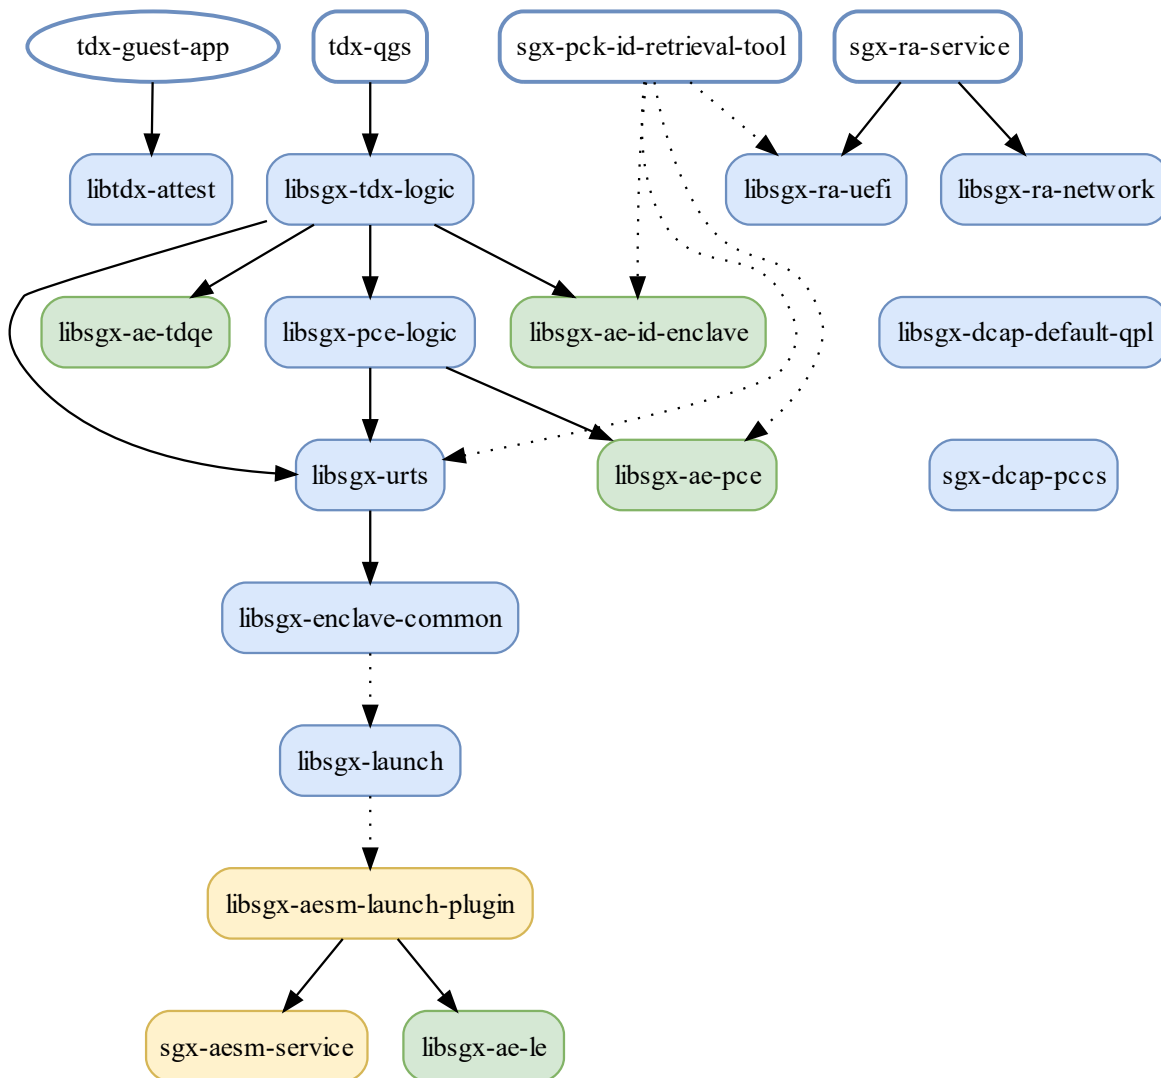 tdx-guest-app
tdx-qgs
sgx-pck-id-retrieval-tool
sgx-ra-service
libtdx-attest
libsgx-tdx-logic
libsgx-ra-uefi
libsgx-ra-network
libsgx-ae-tdqe
libsgx-pce-logic
libsgx-ae-id-enclave
libsgx-dcap-default-qpl
libsgx-urts
libsgx-ae-pce
sgx-dcap-pccs
libsgx-enclave-common
libsgx-launch
libsgx-aesm-launch-plugin
sgx-aesm-service
libsgx-ae-le